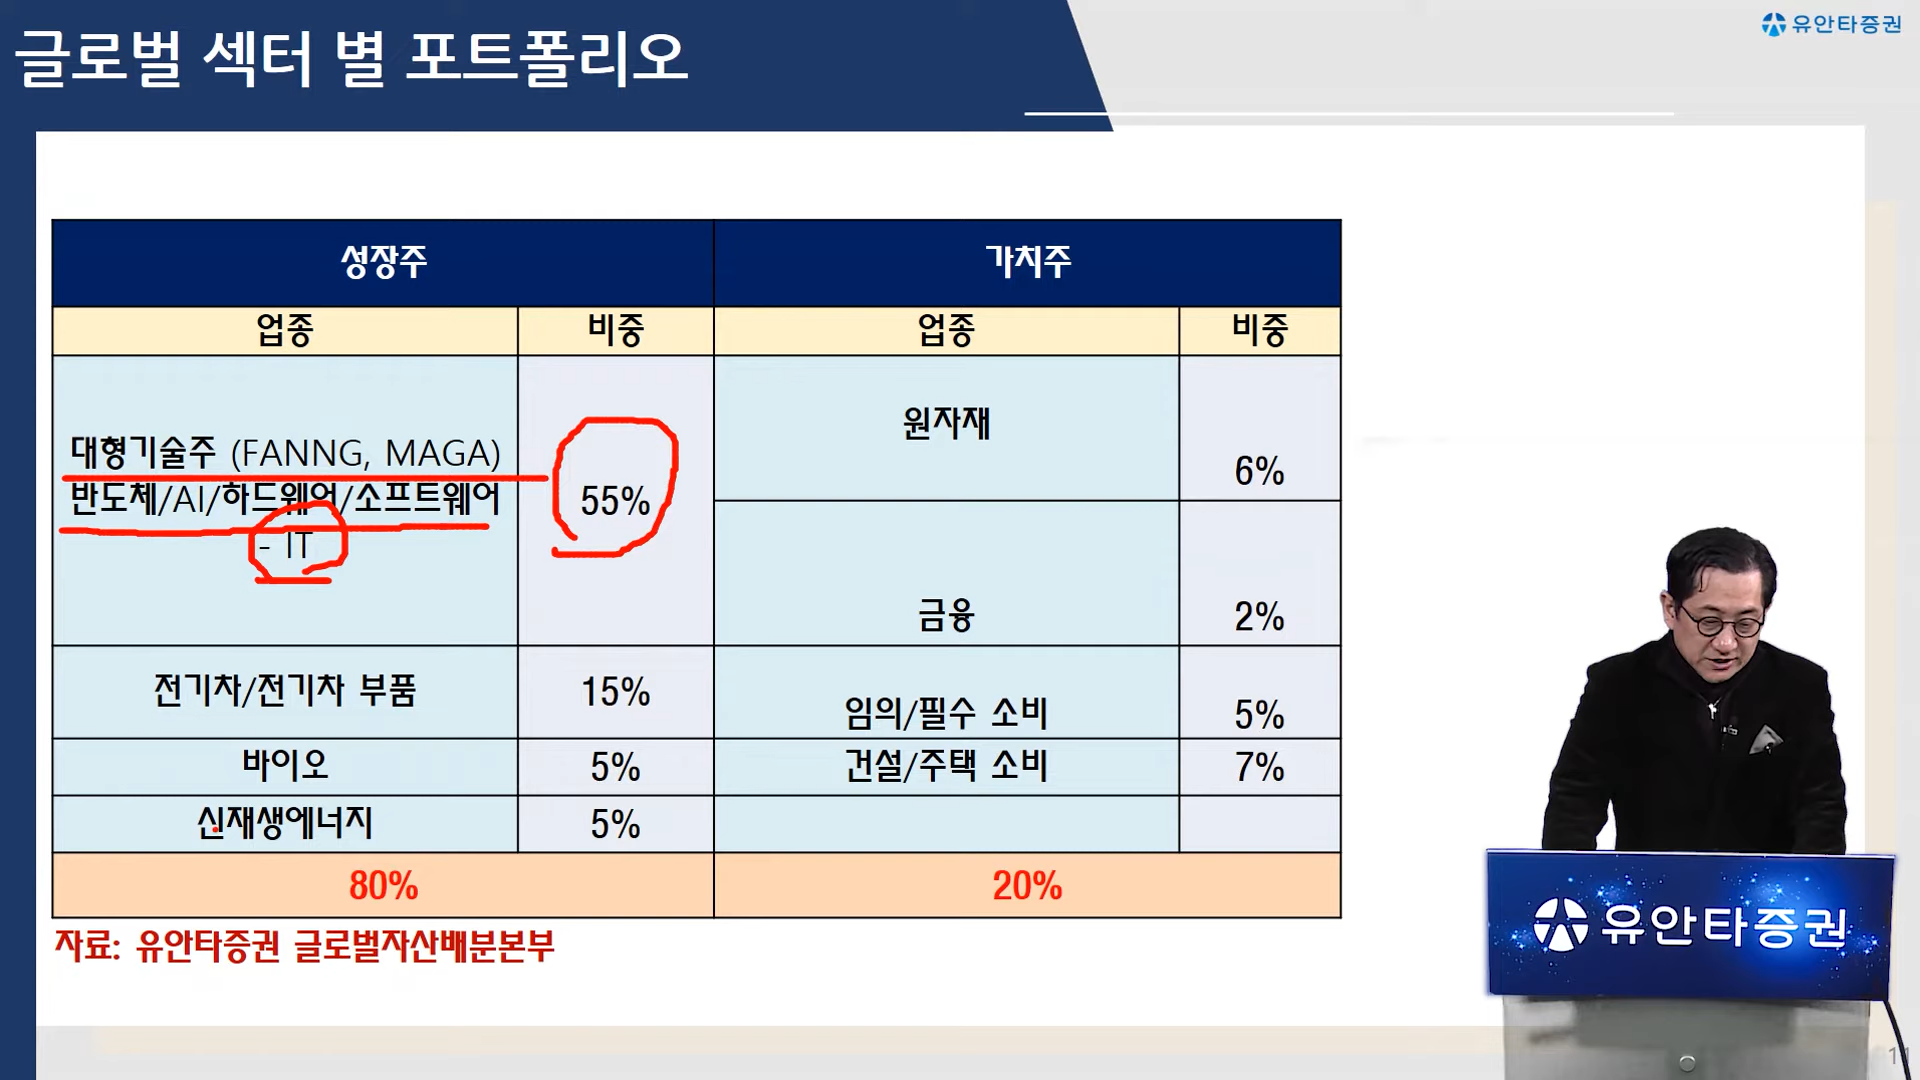 글로벌 섹터 별 포트폴리오
유안타증권
성장주 가치주
업종 비중 업종 비중
대형기술주 (FANNG, MAGA)
반도체/AI/하드웨어/소프트웨어
- IT
55%
원자재 6%
금융 2%
전기차/전기차 부품 15% 임의/필수 소비 5%
바이오 5% 건설/주택 소비 7%
신재생에너지 5%
80% 20%
자료: 유안타증권 글로벌자산배분본부
유안타증권
11